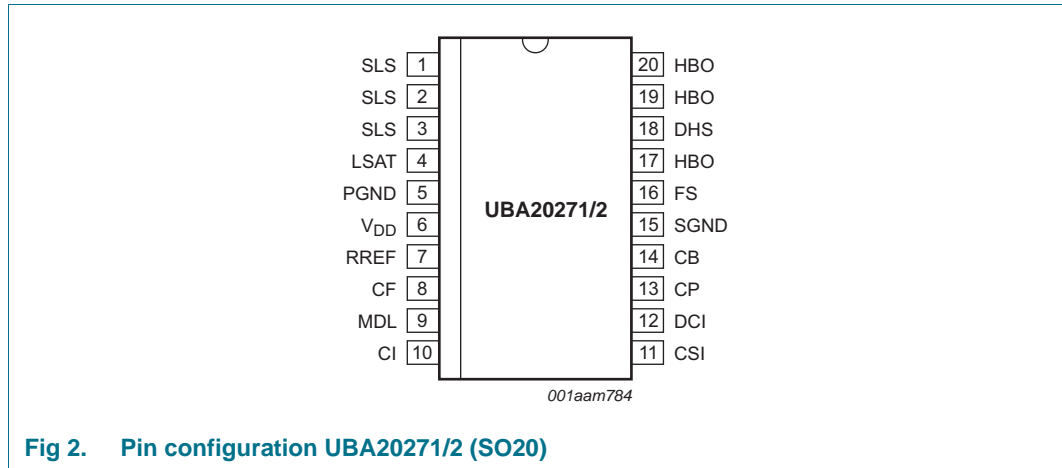 SLS 1
SLS 2
SLS 3
LSAT 4
PGND 5
VDD 6
RREF 7
CF 8
MDL 9
CI 10
UBA20271/2
20 HBO
19 HBO
18 DHS
17 HBO
16 FS
15 SGND
14 CB
13 CP
12 DCI
11 CSI
001aam784
Fig 2. Pin configuration UBA20271/2 (SO20)